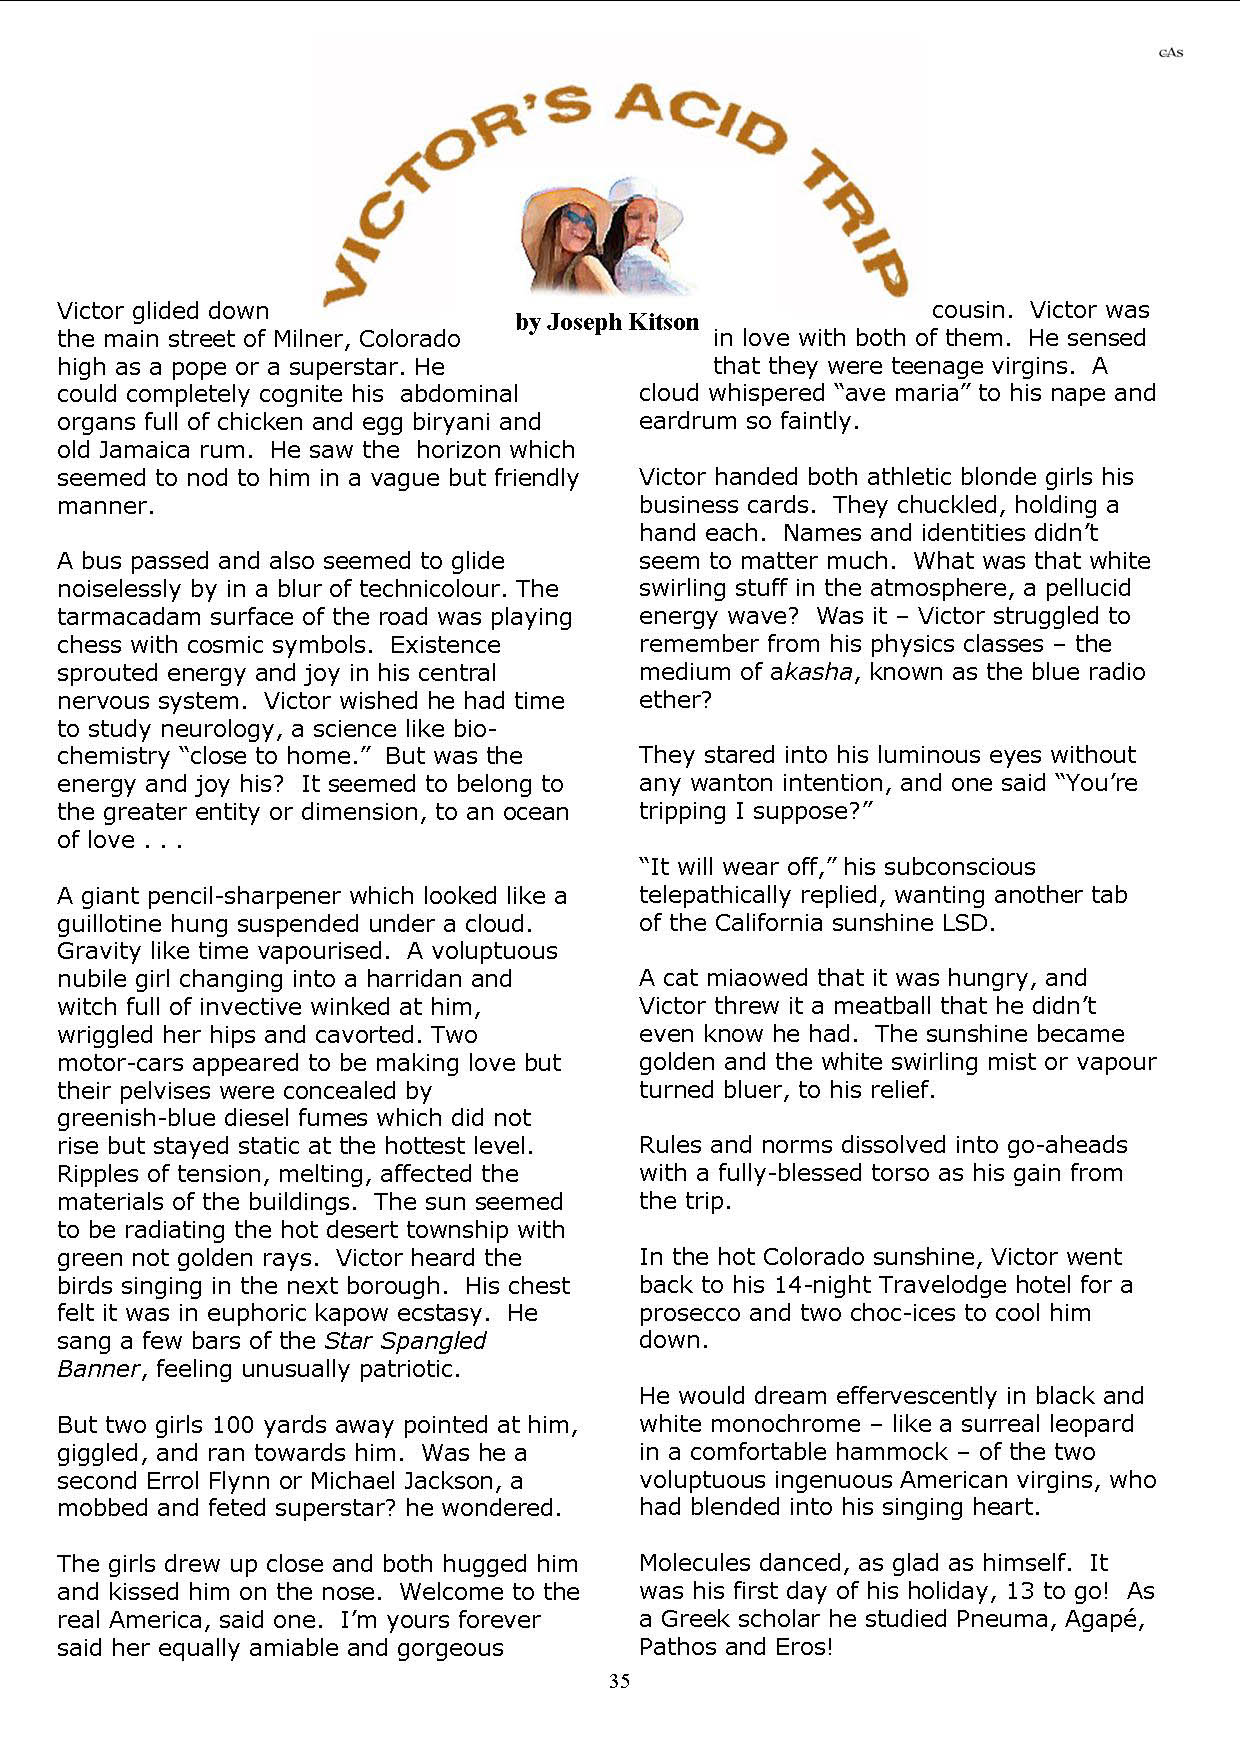 GAS
VICTOR'S ACID TRIP
by Joseph Kitson
Victor glided down
the main street of Milner, Colorado
high as a pope or a superstar. He
could completely cognite his  abdominal
organs full of chicken and egg biryani and
old Jamaica rum.  He saw the  horizon which
seemed to nod to him in a vague but friendly
manner.
A bus passed and also seemed to glide
noiselessly by in a blur of technicolour. The
tarmacadam surface of the road was playing
chess with cosmic symbols.  Existence
sprouted energy and joy in his central
nervous system.  Victor wished he had time
to study neurology, a science like bio-
chemistry “close to home.”  But was the
energy and joy his?  It seemed to belong to
the greater entity or dimension, to an ocean
of love . . .
A giant pencil-sharpener which looked like a
guillotine hung suspended under a cloud.
Gravity like time vapourised.  A voluptuous
nubile girl changing into a harridan and
witch full of invective winked at him,
wriggled her hips and cavorted. Two
motor-cars appeared to be making love but
their pelvises were concealed by
greenish-blue diesel fumes which did not
rise but stayed static at the hottest level.
Ripples of tension, melting, affected the
materials of the buildings.  The sun seemed
to be radiating the hot desert township with
green not golden rays.  Victor heard the
birds singing in the next borough.  His chest
felt it was in euphoric kapow ecstasy.  He
sang a few bars of the Star Spangled
Banner, feeling unusually patriotic.
But two girls 100 yards away pointed at him,
giggled, and ran towards him.  Was he a
second Errol Flynn or Michael Jackson, a
mobbed and feted superstar? he wondered.
The girls drew up close and both hugged him
and kissed him on the nose.  Welcome to the
real America, said one.  I’m yours forever
said her equally amiable and gorgeous
cousin.  Victor was
in love with both of them.  He sensed
that they were teenage virgins.  A
cloud whispered “ave maria” to his nape and
eardrum so faintly.
Victor handed both athletic blonde girls his
business cards.  They chuckled, holding a
hand each.  Names and identities didn’t
seem to matter much.  What was that white
swirling stuff in the atmosphere, a pellucid
energy wave?  Was it – Victor struggled to
remember from his physics classes – the
medium of akasha, known as the blue radio
ether?
They stared into his luminous eyes without
any wanton intention, and one said “You’re
tripping I suppose?”
“It will wear off,” his subconscious
telepathically replied, wanting another tab
of the California sunshine LSD.
A cat miaowed that it was hungry, and
Victor threw it a meatball that he didn’t
even know he had.  The sunshine became
golden and the white swirling mist or vapour
turned bluer, to his relief.
Rules and norms dissolved into go-aheads
with a fully-blessed torso as his gain from
the trip.
In the hot Colorado sunshine, Victor went
back to his 14-night Travelodge hotel for a
prosecco and two choc-ices to cool him
down.
He would dream effervescently in black and
white monochrome – like a surreal leopard
in a comfortable hammock – of the two
voluptuous ingenuous American virgins, who
had blended into his singing heart.
Molecules danced, as glad as himself.  It
was his first day of his holiday, 13 to go!  As
a Greek scholar he studied Pneuma, Agapé,
Pathos and Eros!
35